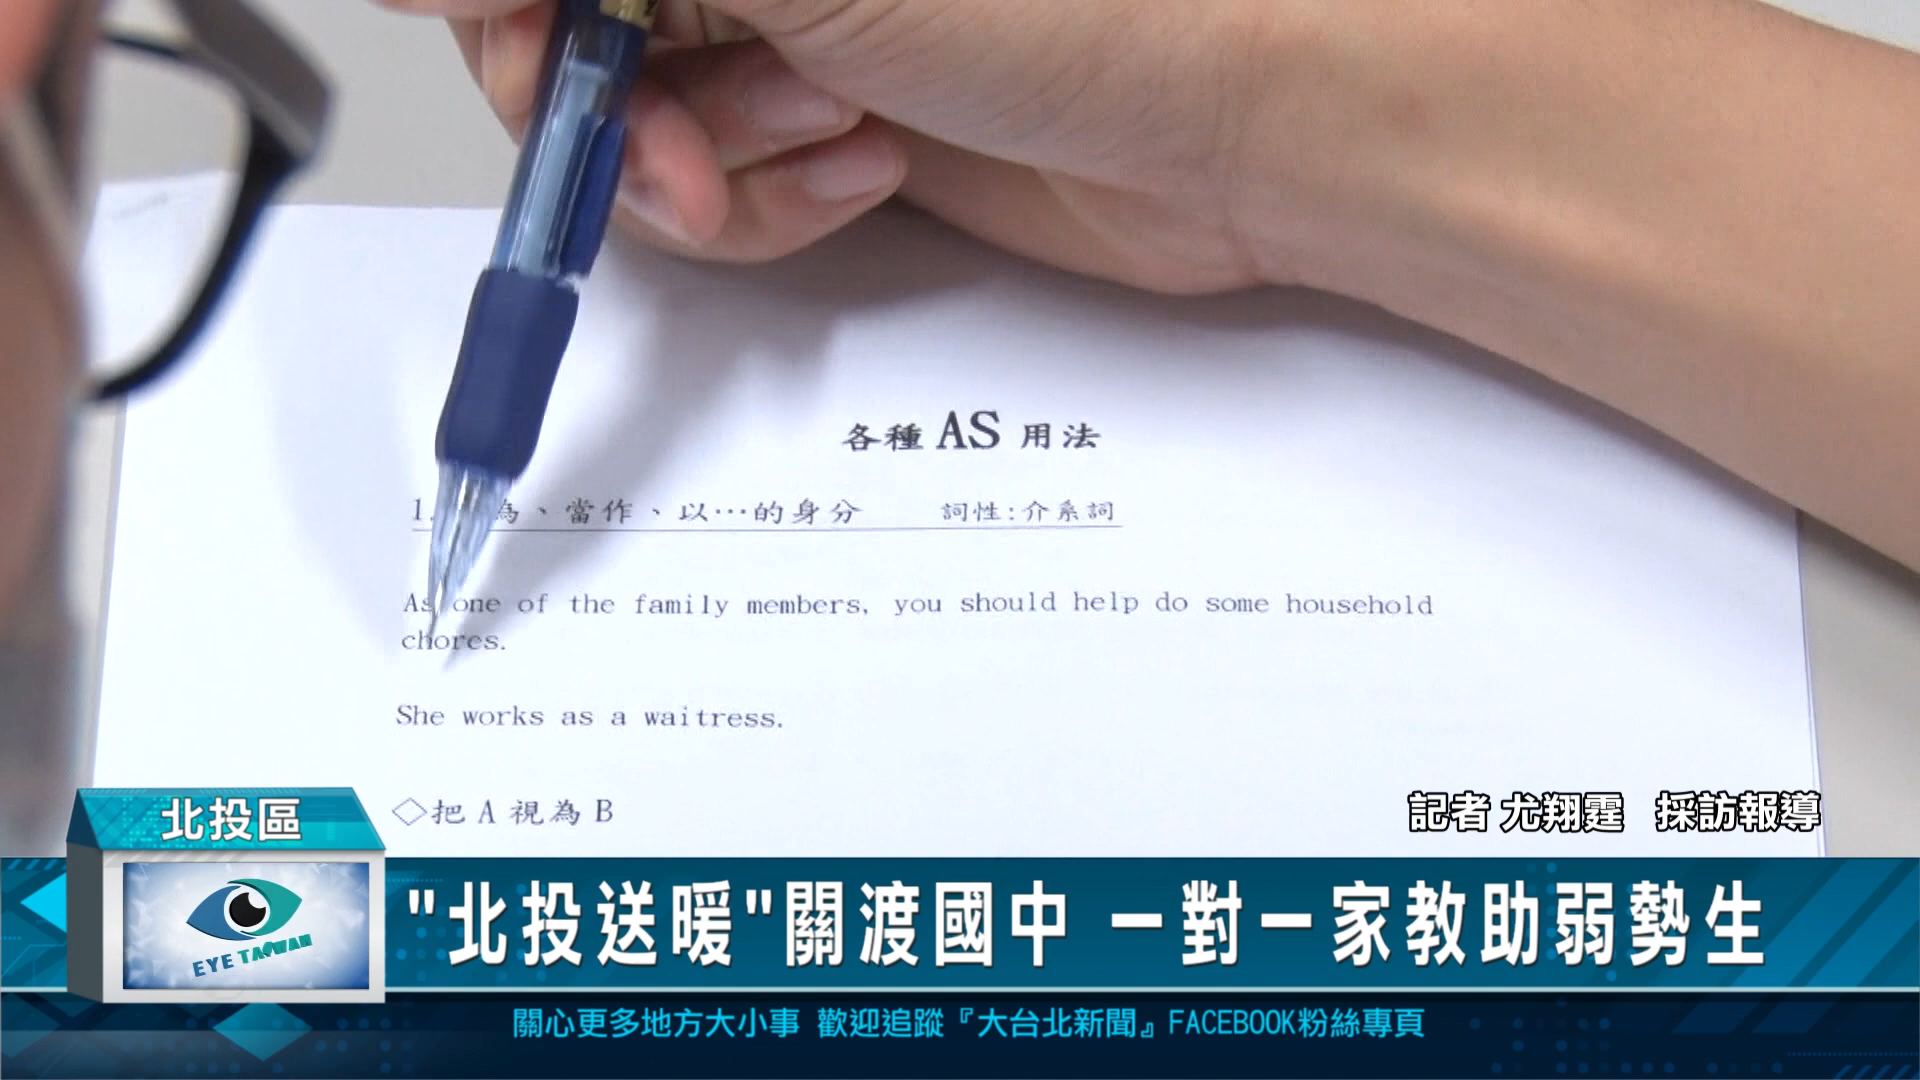 各種 AS 用法
1. 為、當作、以…的身分 詞性:介系詞
As one of the family members, you should help do some household
chores.
She works as a waitress.
◇把 A 視為 B
記者 尤翔霆 採訪報導
北投區
EYE TAIWAN
"北投送暖"關渡國中 一對一家教助弱勢生
關心更多地方大小事 歡迎追蹤『大台北新聞』FACEBOOK粉絲專頁